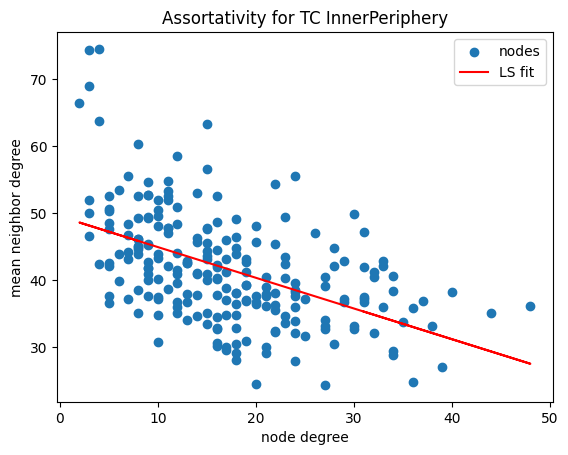 Assortativity for TC InnerPeriphery
nodes
LS fit
mean neighbor degree
70
60
50
40
30
0
10
20
30
40
50
node degree